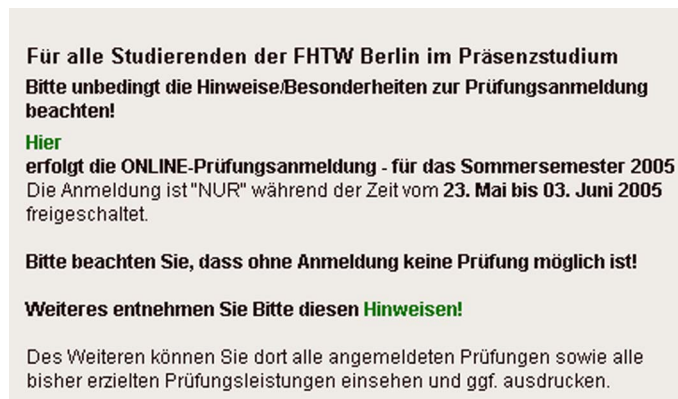 Für alle Studierenden der FHTW Berlin im Präsenzstudium
Bitte unbedingt die Hinweise/Besonderheiten zur Prüfungsanmeldung
beachten!
Hier
erfolgt die ONLINE-Prüfungsanmeldung - für das Sommersemester 2005
Die Anmeldung ist "NUR" während der Zeit vom 23. Mai bis 03. Juni 2005
freigeschaltet.
Bitte beachten Sie, dass ohne Anmeldung keine Prüfung möglich ist!
Weiteres entnehmen Sie Bitte diesen Hinweisen!
Des Weiteren können Sie dort alle angemeldeten Prüfungen sowie alle
bisher erzielten Prüfungsleistungen einsehen und ggf. ausdrucken.